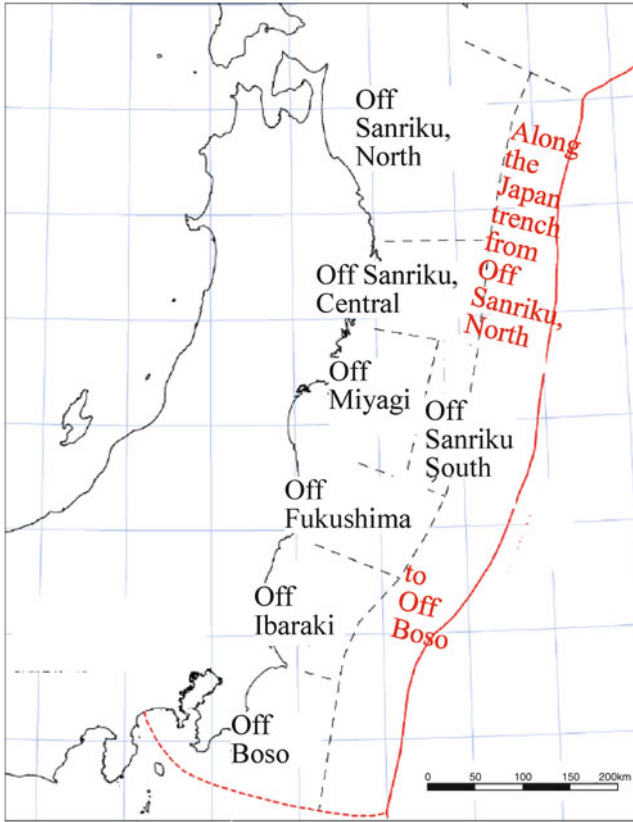 Off
Sanriku,
North
Along
the
Japan
trench
from
Off
Sanriku,
North
Off Sanriku,
Central
Off
Miyagi
Off
Sanriku
South
Off
Fukushima
to
Off
Boso
Off
Ibaraki
Off
Boso
0 50 100 150 200km